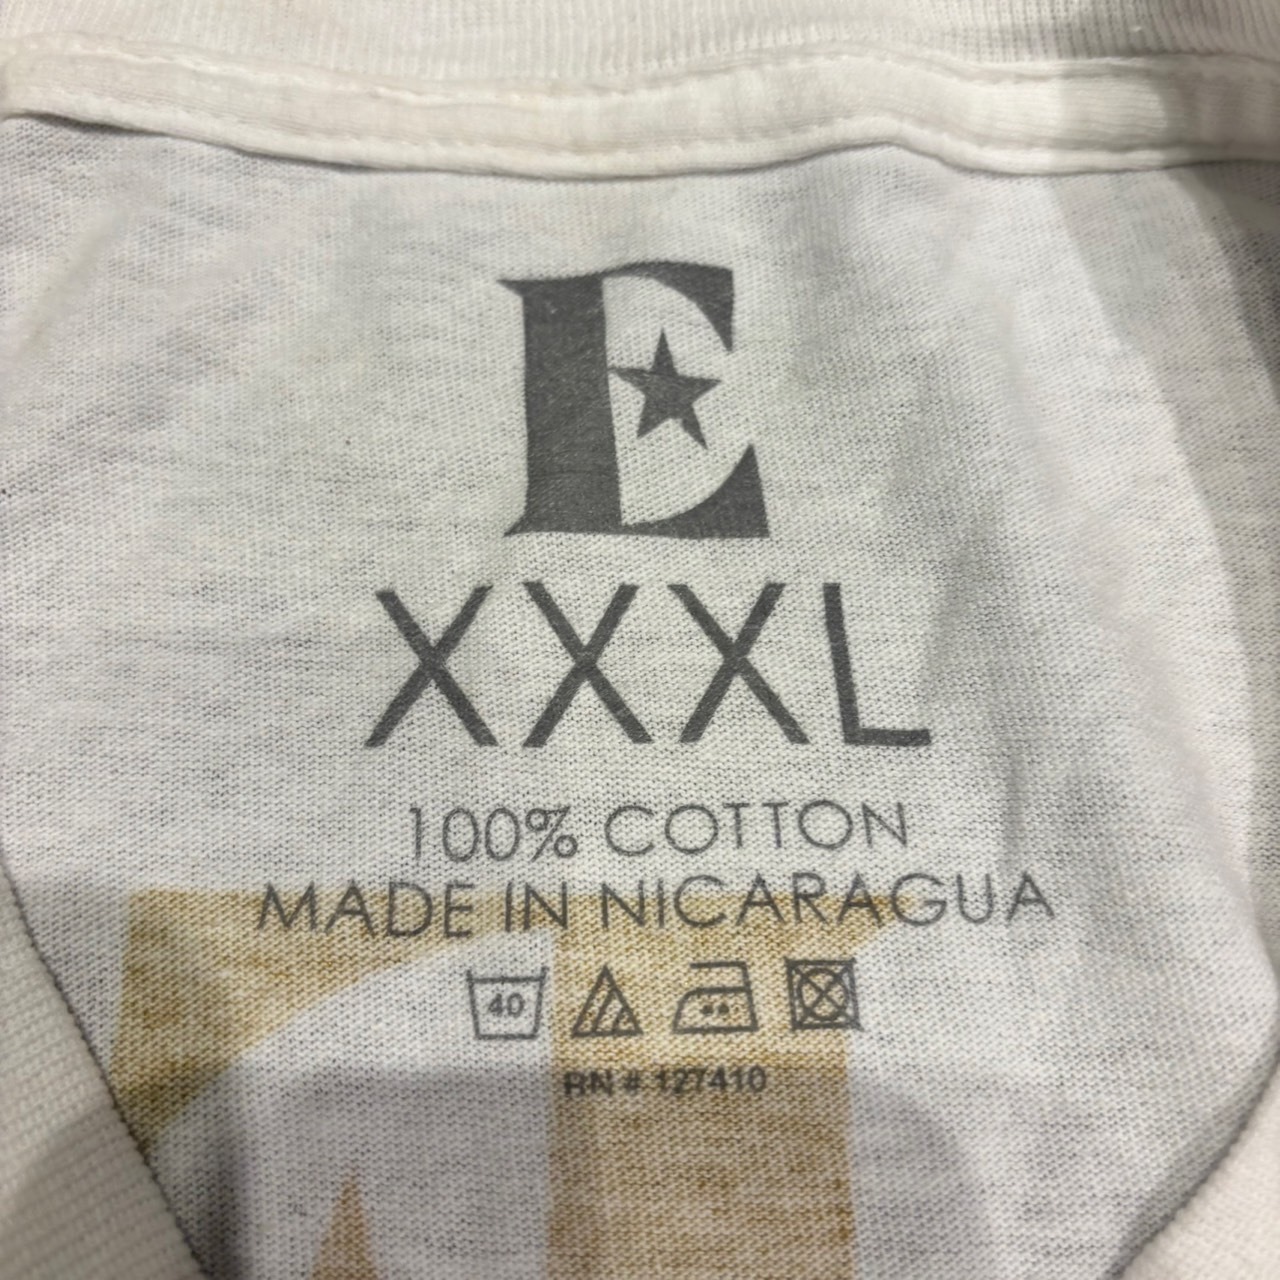 E
XXXL
100% COTTON
MADE IN NICARAGUA
40
RN # 127410